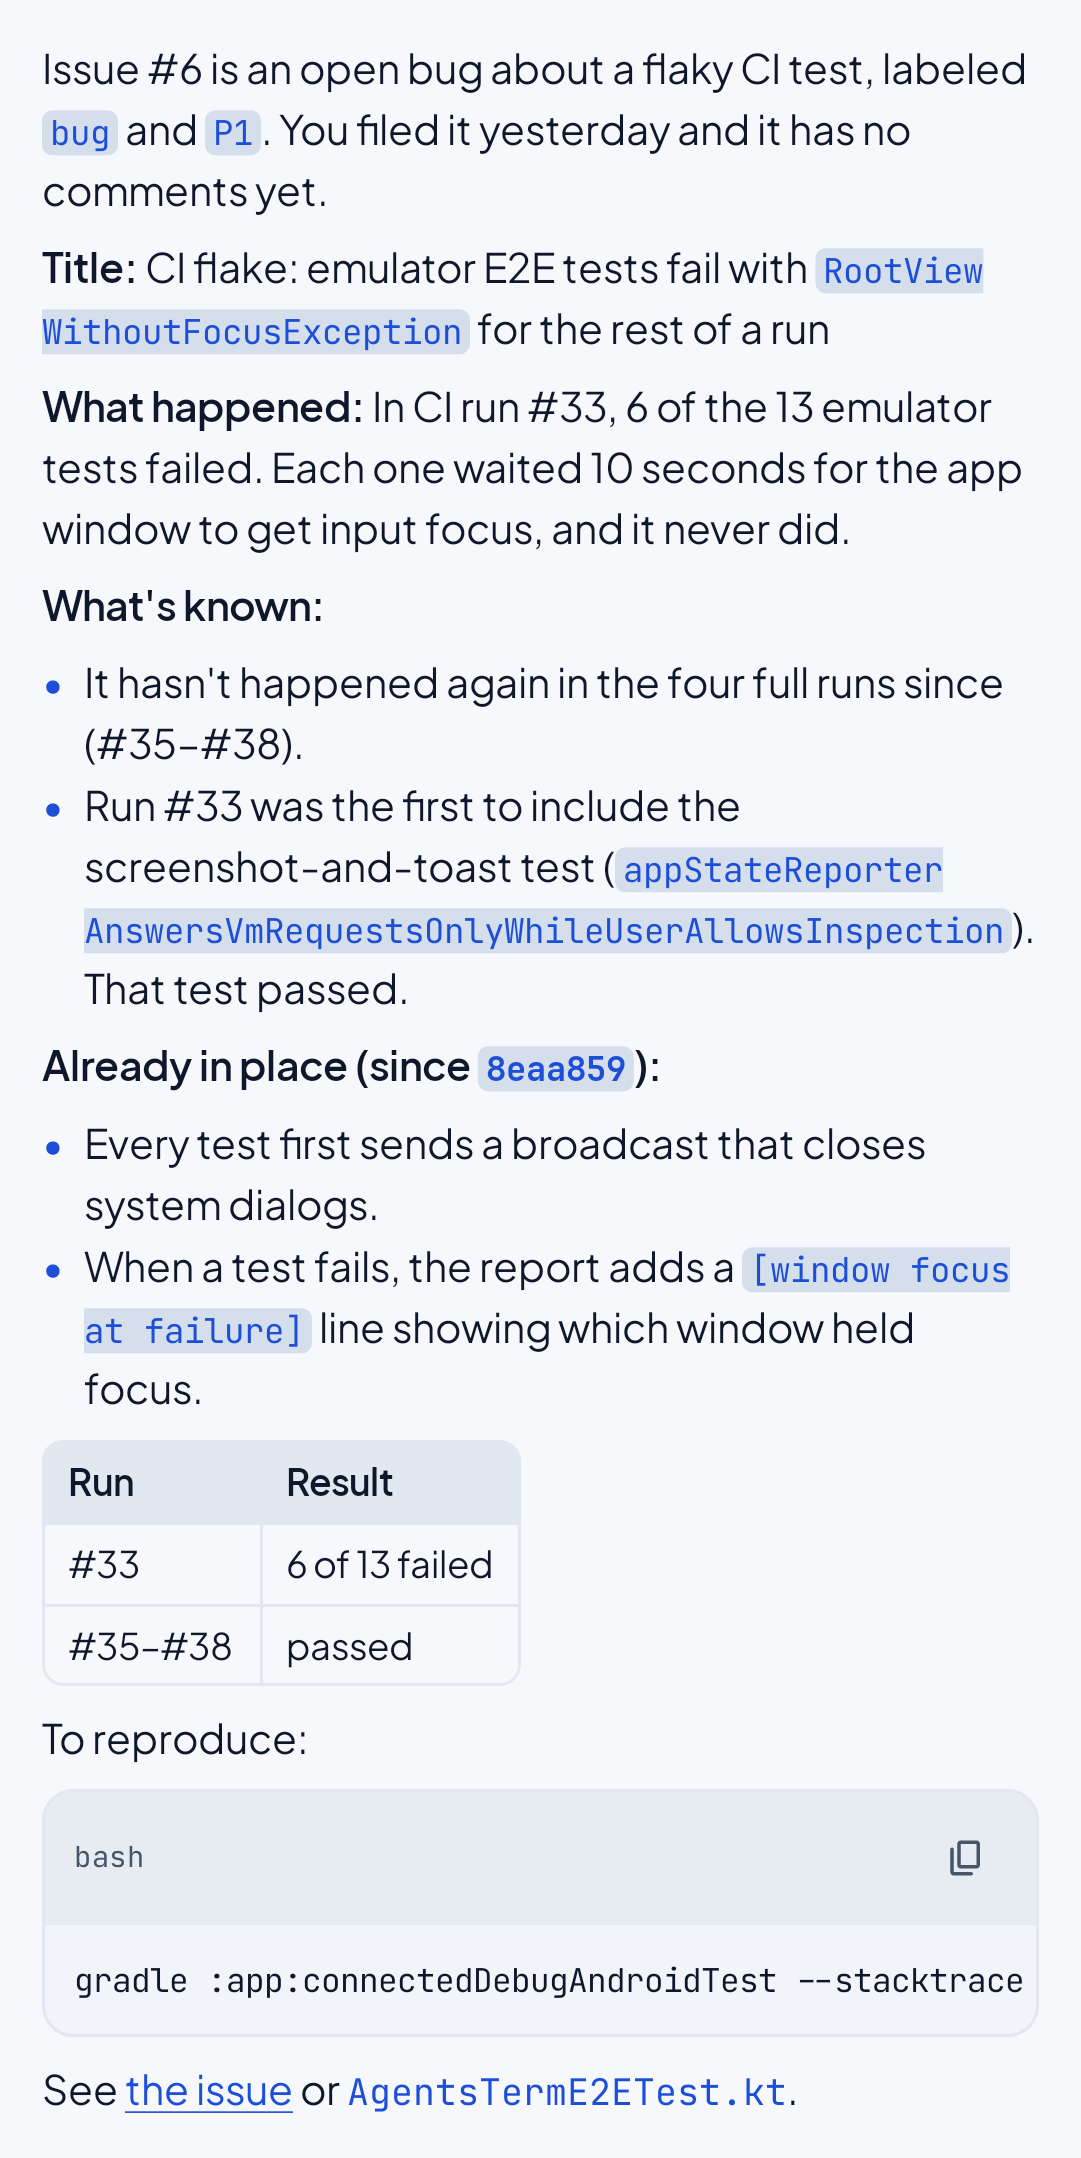 Issue #6 is an open bug about a flaky CI test, labeled
bug and P1. You filed it yesterday and it has no
comments yet.
Title: CI flake: emulator E2E tests fail with RootView
WithoutFocusException for the rest of a run
What happened: In CI run #33, 6 of the 13 emulator
tests failed. Each one waited 10 seconds for the app
window to get input focus, and it never did.
What's known:
• It hasn't happened again in the four full runs since
(#35–#38).
• Run #33 was the first to include the
screenshot-and-toast test (appStateReporter
AnswersVmRequestsOnlyWhileUserAllowsInspection).
That test passed.
Already in place (since 8eaa859):
• Every test first sends a broadcast that closes
system dialogs.
• When a test fails, the report adds a [window focus
at failure] line showing which window held
focus.
Run Result
#33 6 of 13 failed
#35–#38 passed
To reproduce:
bash
gradle :app:connectedDebugAndroidTest --stacktrace
See the issue or AgentsTermE2ETest.kt.